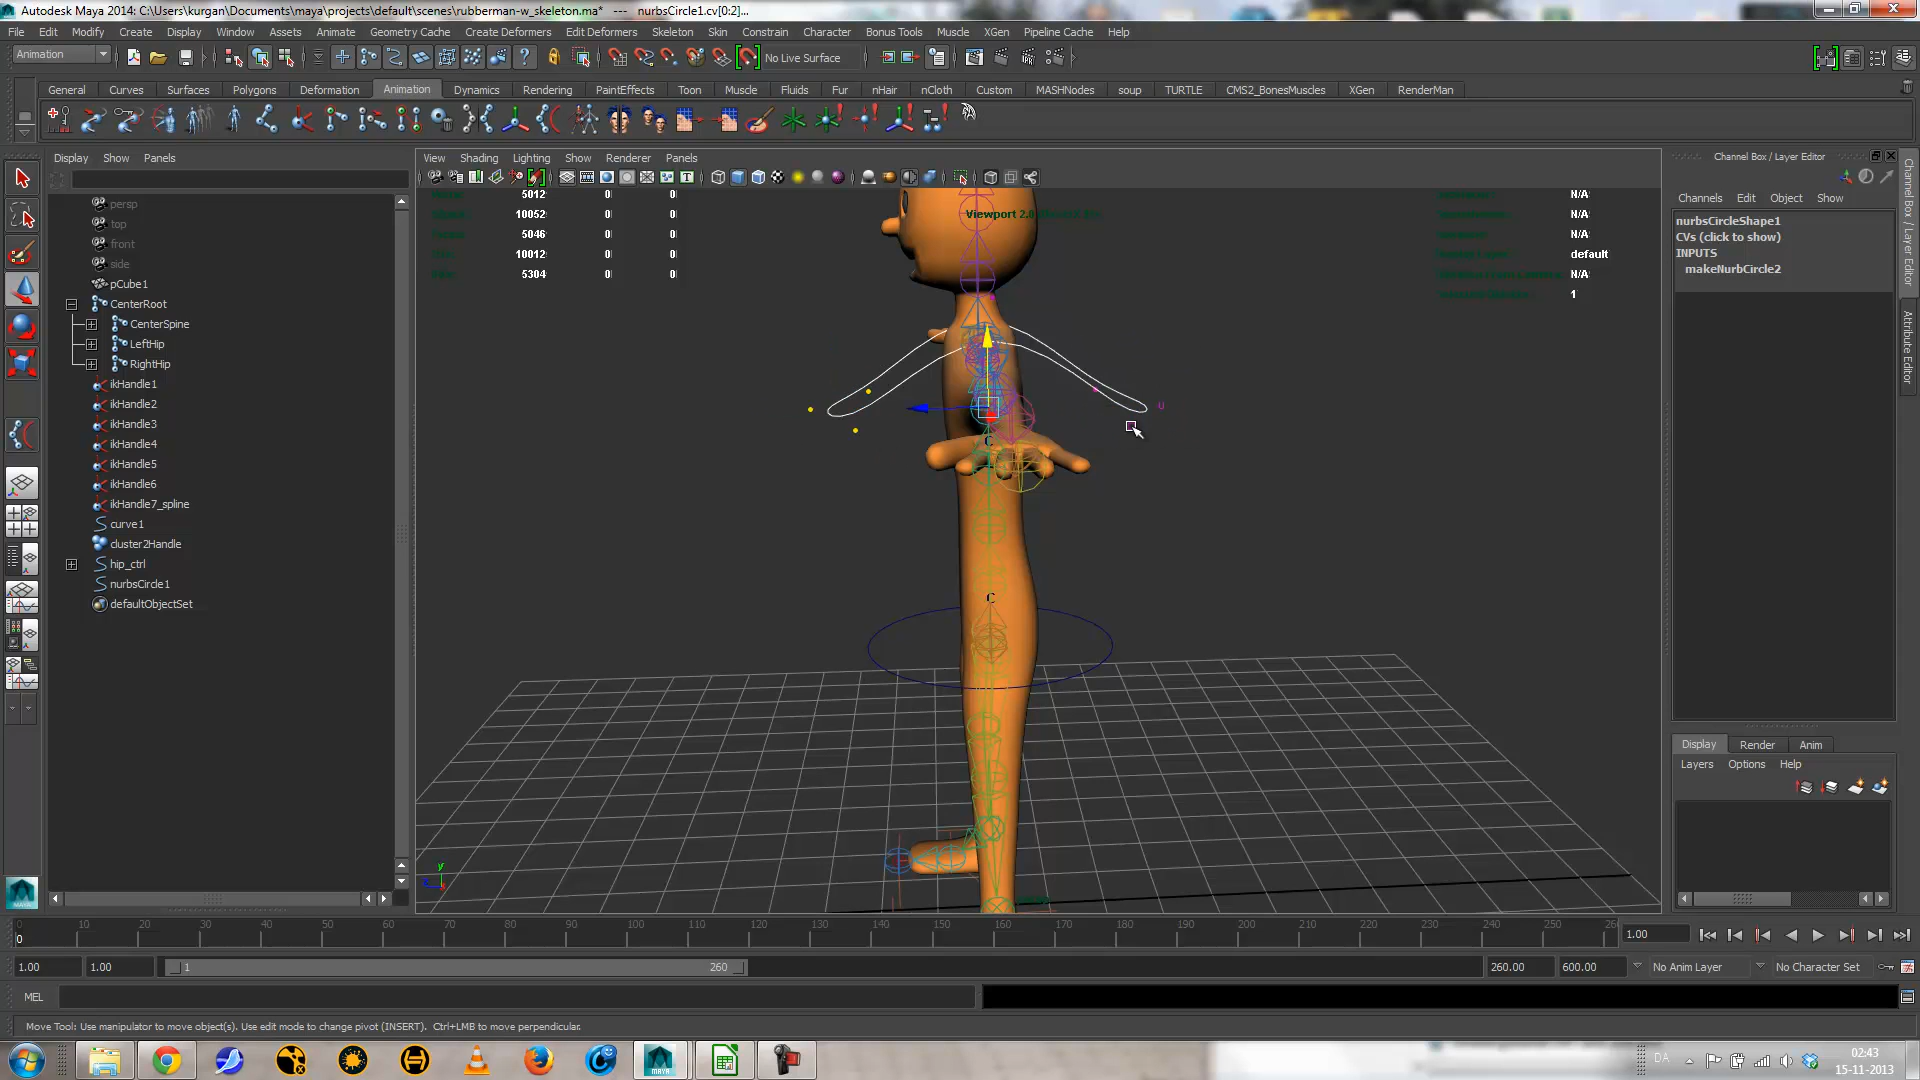 Autodesk Maya 2014: C:\Users\kurgan\Documents\maya\projects\default\scenes\rubberman-w_skeleton.ma*   ---   nurbsCircle1.cv[0:2]...
File Edit Modify Create Display Window Assets Animate Geometry Cache Create Deformers Edit Deformers Skeleton Skin Constrain Character Bonus Tools Muscle XGen Pipeline Cache Help
Animation No Live Surface
General Curves Surfaces Polygons Deformation Animation Dynamics Rendering PaintEffects Toon Muscle Fluids Fur nHair nCloth Custom MASHNodes soup TURTLE CMS2_BonesMuscles XGen RenderMan
Display Show Panels
View Shading Lighting Show Renderer Panels
Channel Box / Layer Editor
Channels Edit Object Show
persp
top
front
side
pCube1
CenterRoot
CenterSpine
LeftHip
RightHip
ikHandle1
ikHandle2
ikHandle3
ikHandle4
ikHandle5
ikHandle6
ikHandle7_spline
curve1
cluster2Handle
hip_ctrl
nurbsCircle1
defaultObjectSet
5012 0 0
10052 0 0
5046 0 0
10012 0 0
5304 0 0
Viewport 2.0
N/A
N/A
N/A
default
N/A
1
U
C
C
y
nurbsCircleShape1
CVs (click to show)
INPUTS
makeNurbCircle2
Channel Box / Layer Editor
Attribute Editor
Display Render Anim
Layers Options Help
0 10 20 30 40 50 60 70 80 90 100 110 120 130 140 150 160 170 180 190 200 210 220 230 240 250 26
0
1.00
1.00 1.00 1 260 260.00 600.00 No Anim Layer No Character Set
MEL
Move Tool: Use manipulator to move object(s). Use edit mode to change pivot (INSERT).  Ctrl+LMB to move perpendicular.
MAYA
DA
02:43
15-11-2013